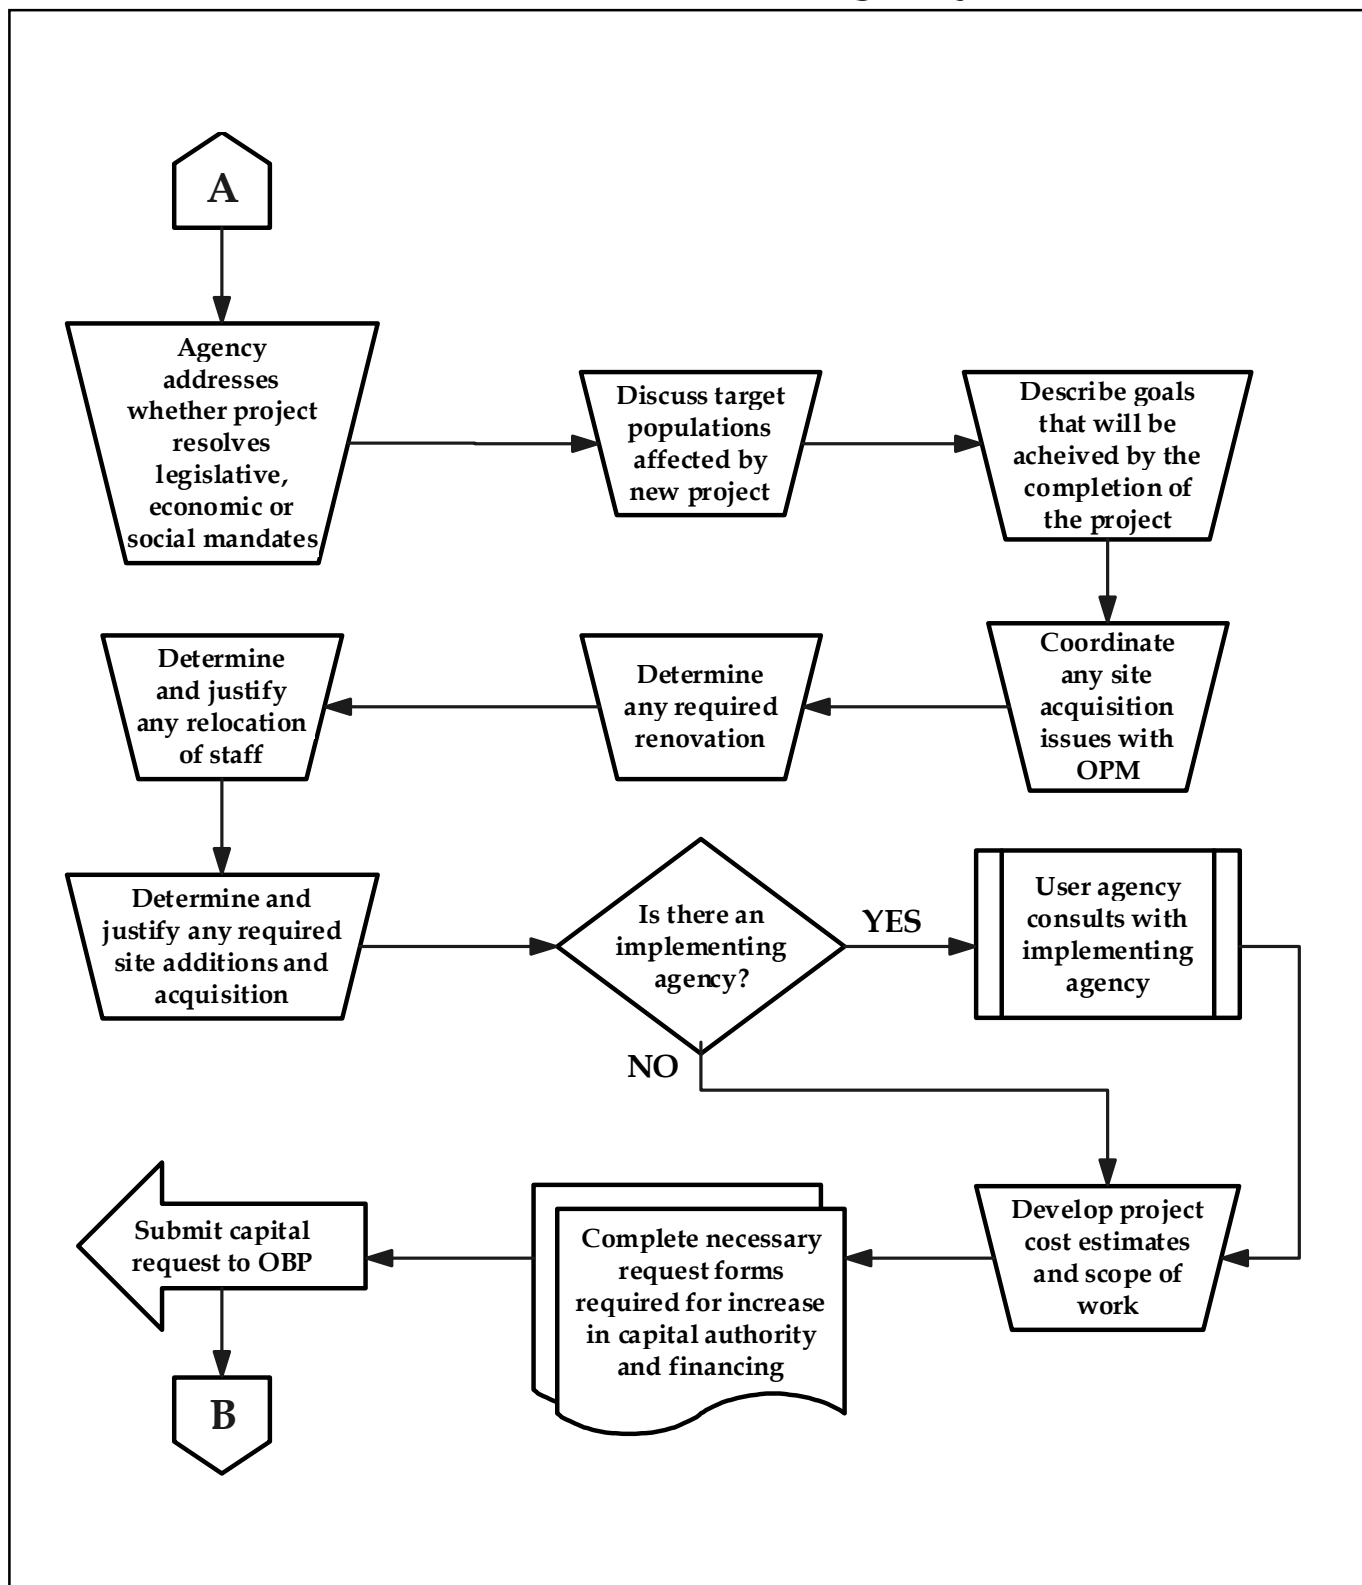 A
Agency
addresses
whether project
resolves
legislative,
economic or
social mandates
Discuss target
populations
affected by
new project
Describe goals
that will be
acheived by the
completion of
the project
Coordinate
any site
acquisition
issues with
OPM
Determine
any required
renovation
Determine
and justify
any relocation
of staff
Determine and
justify any required
site additions and
acquisition
Is there an
implementing
agency?
YES
User agency
consults with
implementing
agency
NO
Develop project
cost estimates
and scope of
work
Complete necessary
request forms
required for increase
in capital authority
and financing
Submit capital
request to OBP
B